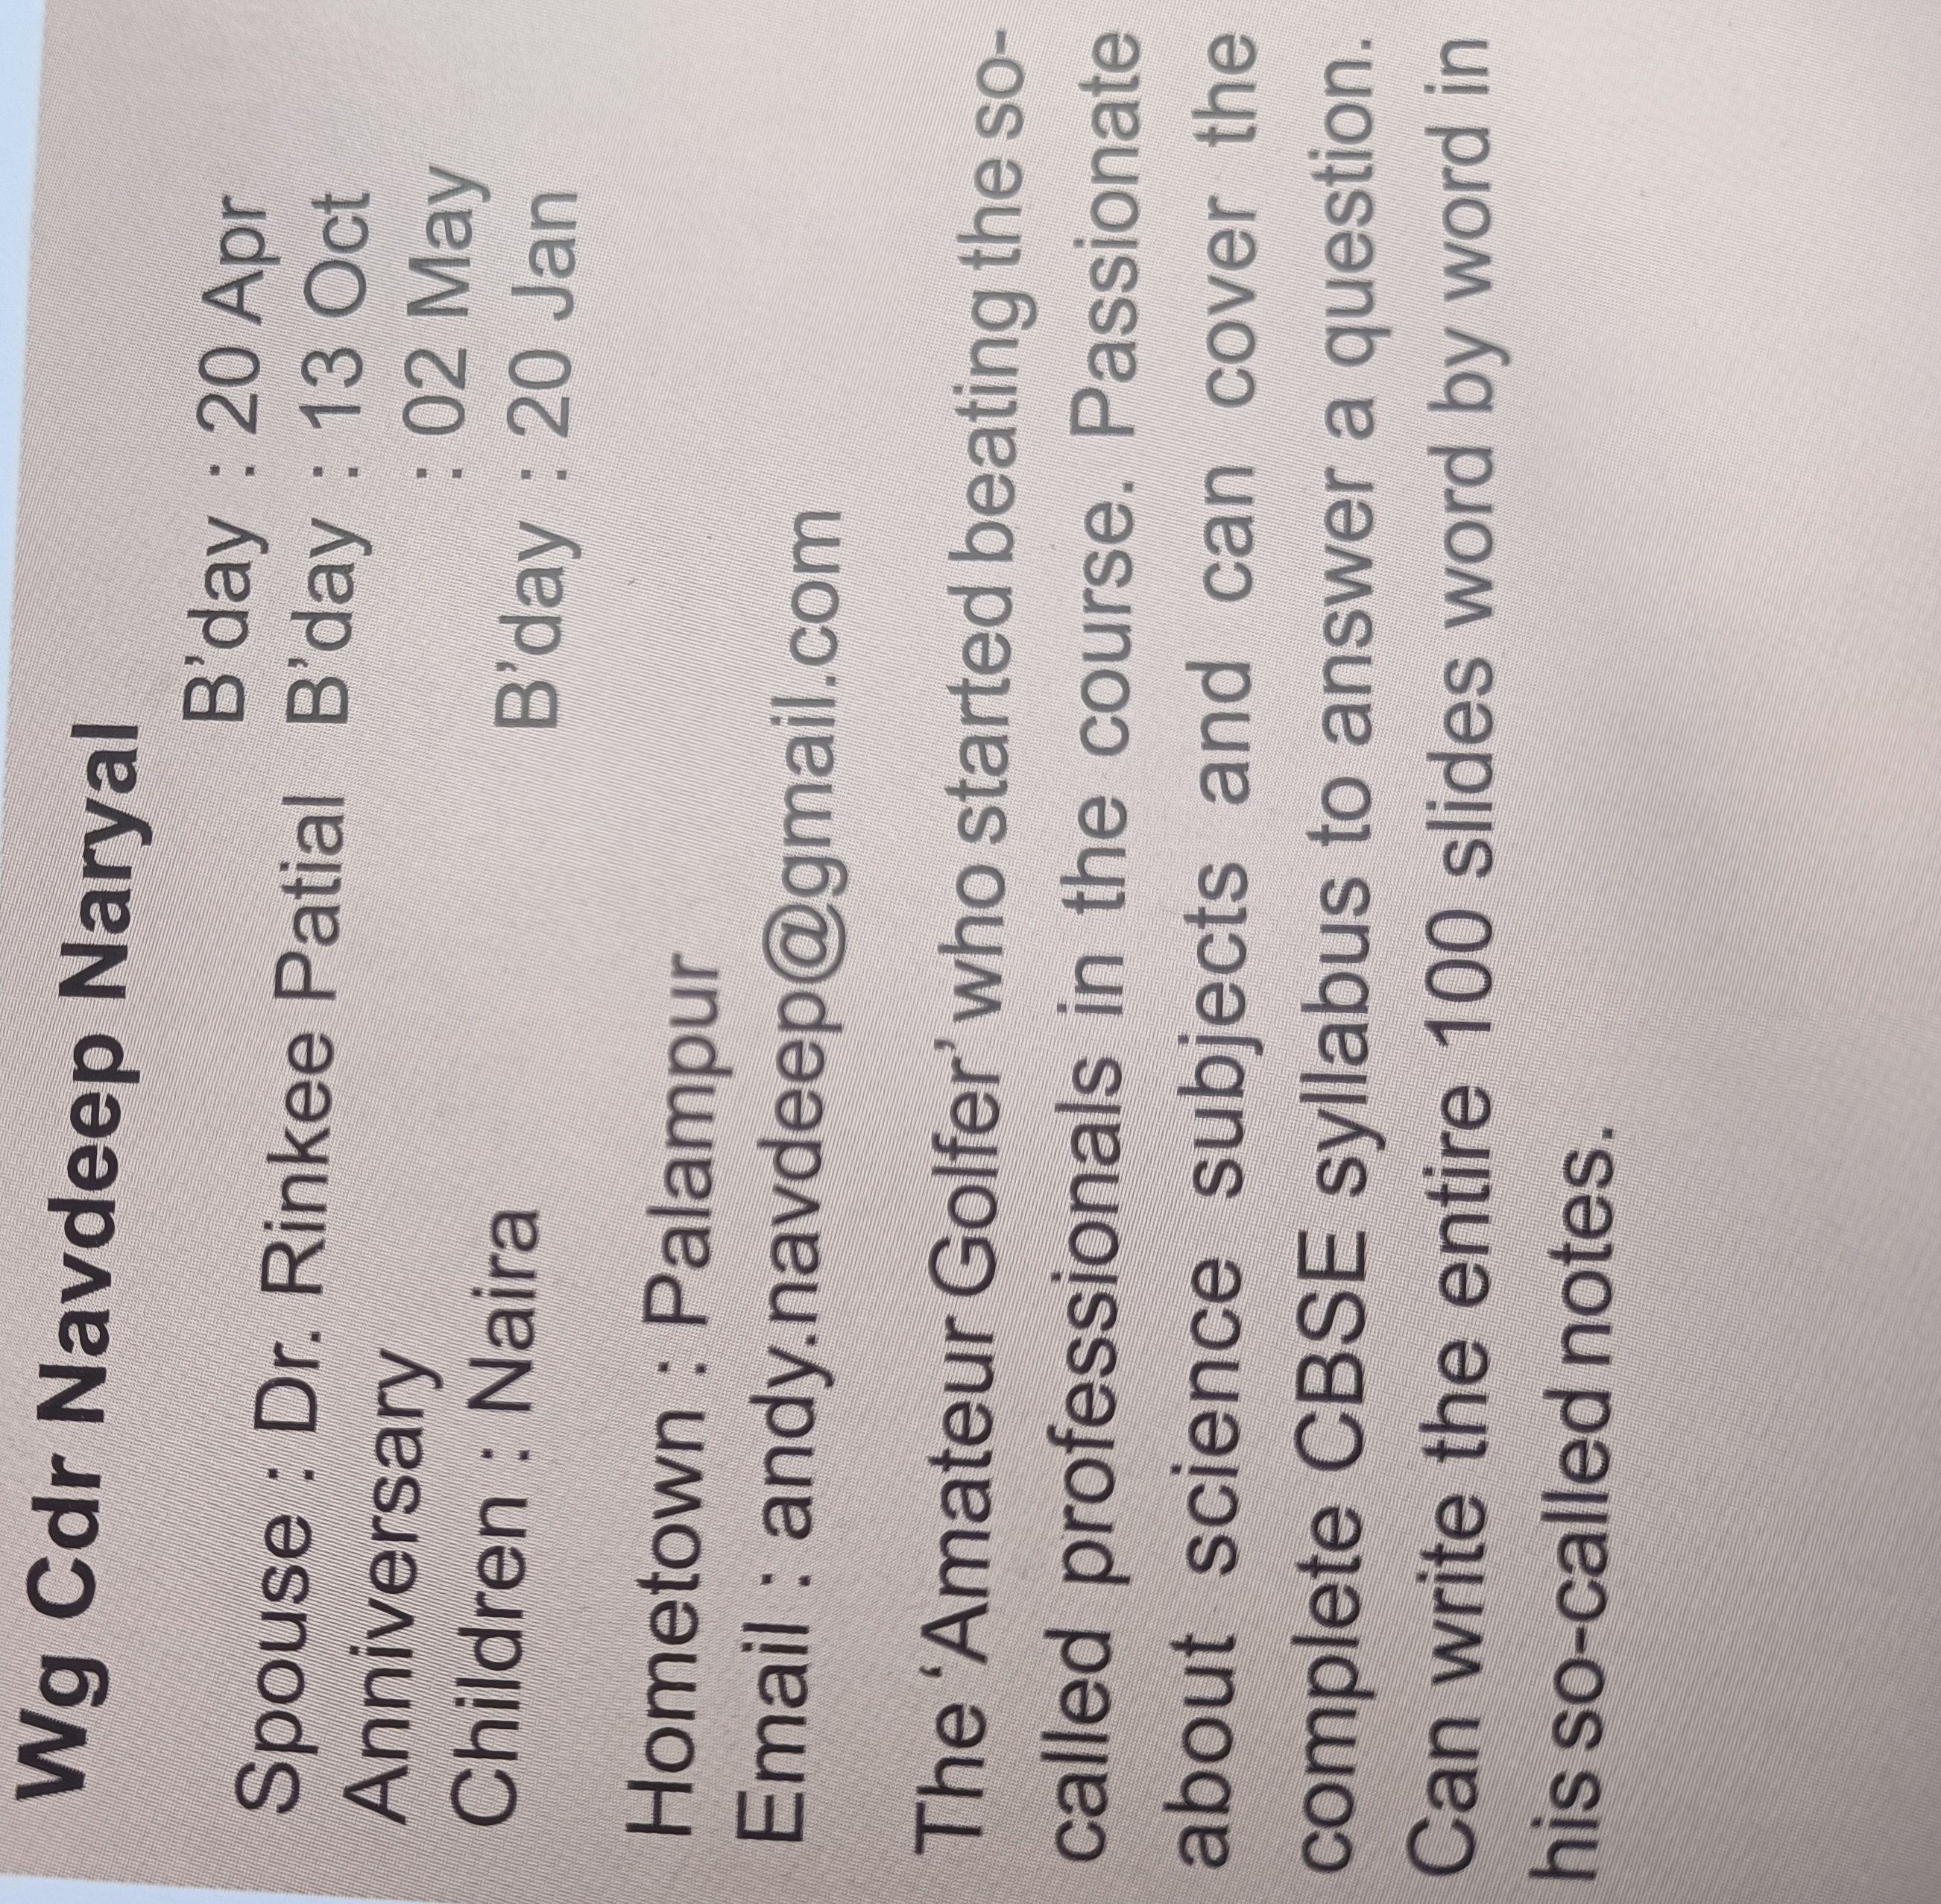 Wg Cdr Navdeep Naryal
B’day : 20 Apr
Spouse : Dr. Rinkee Patial B’day : 13 Oct
Anniversary : 02 May
Children : Naira B’day : 20 Jan
Hometown : Palampur
Email : andy.navdeep@gmail.com
The ‘Amateur Golfer’ who started beating the so-
called professionals in the course. Passionate
about science subjects and can cover the
complete CBSE syllabus to answer a question.
Can write the entire 100 slides word by word in
his so-called notes.